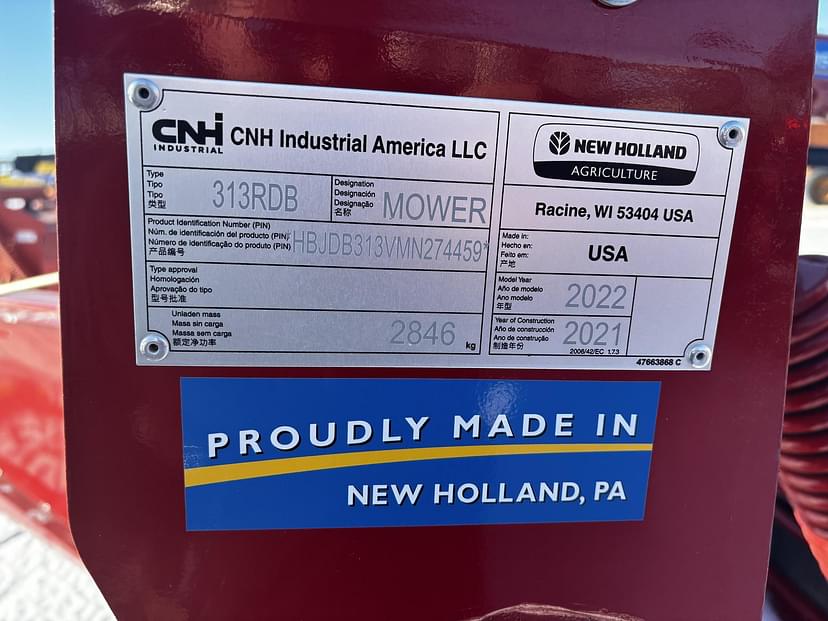 CNH
INDUSTRIAL
CNH Industrial America LLC
Type
Tipo
Tipo
类型
313RDB
Designation
Designación
Designação
名称
MOWER
Product Identification Number (PIN)
Núm. de identificación del producto (PIN)
Número de identificação do produto (PIN)
产品编号
*HBJDB313VMN274459*
Type approval
Homologación
Aprovação do tipo
型号批准
Unladen mass
Masa sin carga
Massa sem carga
额定净功率
2846 kg
NEW HOLLAND
AGRICULTURE
Racine, WI 53404 USA
Made in:
Hecho en:
Feito em:
产地
USA
Model Year
Año de modelo
Ano modelo
年型
2022
Year of Construction
Año de construcción
Ano de construção
制造年份
2021
2006/42/EC 1.7.3
47663868 C
PROUDLY MADE IN
NEW HOLLAND, PA